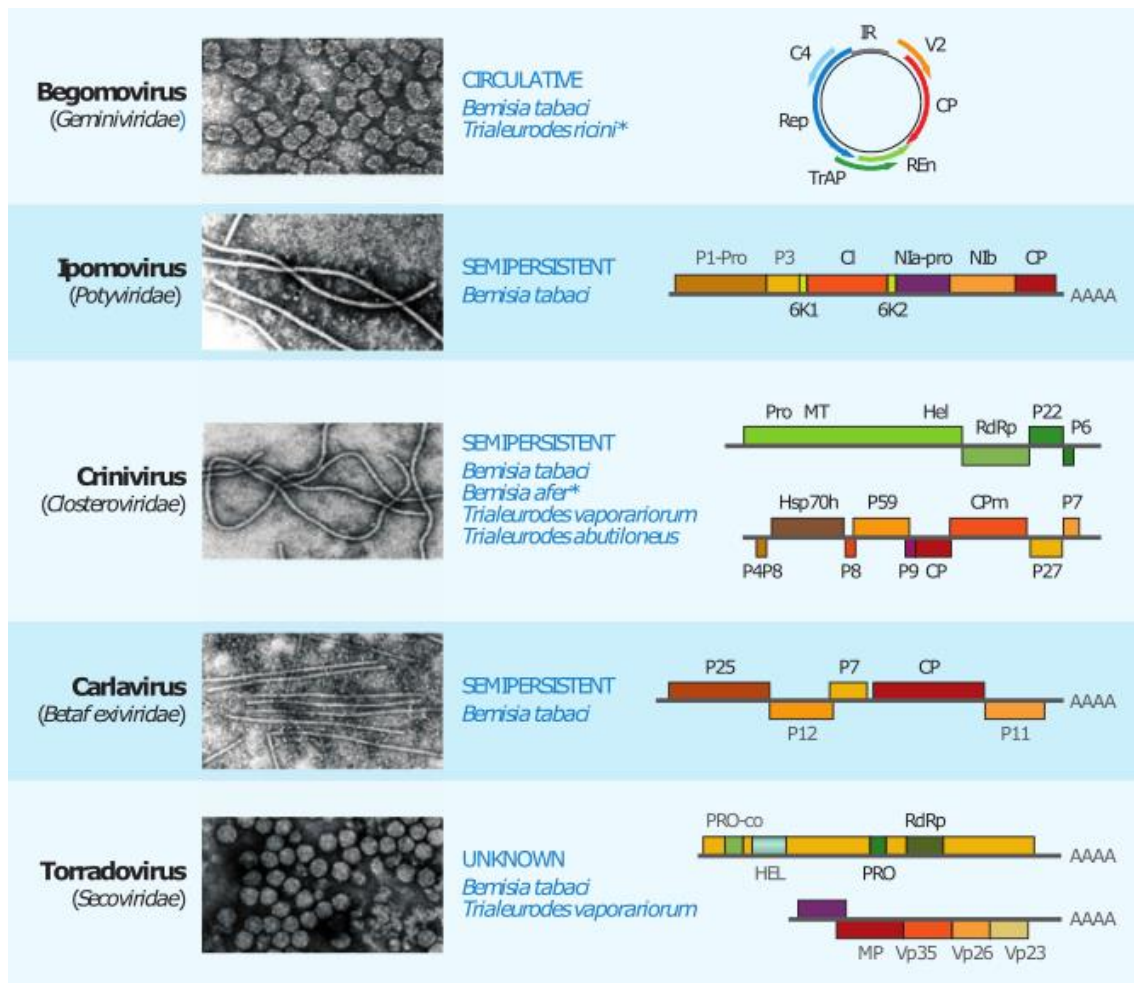 Begomovirus
(Geminiviridae)
CIRCULATIVE
Bemisia tabaci
Trialeurodes ricini*
IR
C4
V2
Rep
CP
TrAP
REn
Ipomovirus
(Potyviridae)
SEMIPERSISTENT
Bemisia tabaci
P1-Pro P3 CI NIa-pro NIb CP
AAAA
6K1 6K2
Crinivirus
(Closteroviridae)
SEMIPERSISTENT
Bemisia tabaci
Bemisia afer*
Trialeurodes vaporariorum
Trialeurodes abutiloneus
Pro MT Hel RdRp P22 P6
Hsp70h P59 CPm P7
P4P8 P8 P9 CP P27
Carlavirus
(Betaf exiviridae)
SEMIPERSISTENT
Bemisia tabaci
P25 P7 CP
AAAA
P12 P11
Torradovirus
(Secoviridae)
UNKNOWN
Bemisia tabaci
Trialeurodes vaporariorum
PRO-co RdRp
AAAA
HEL PRO
AAAA
MP Vp35 Vp26 Vp23